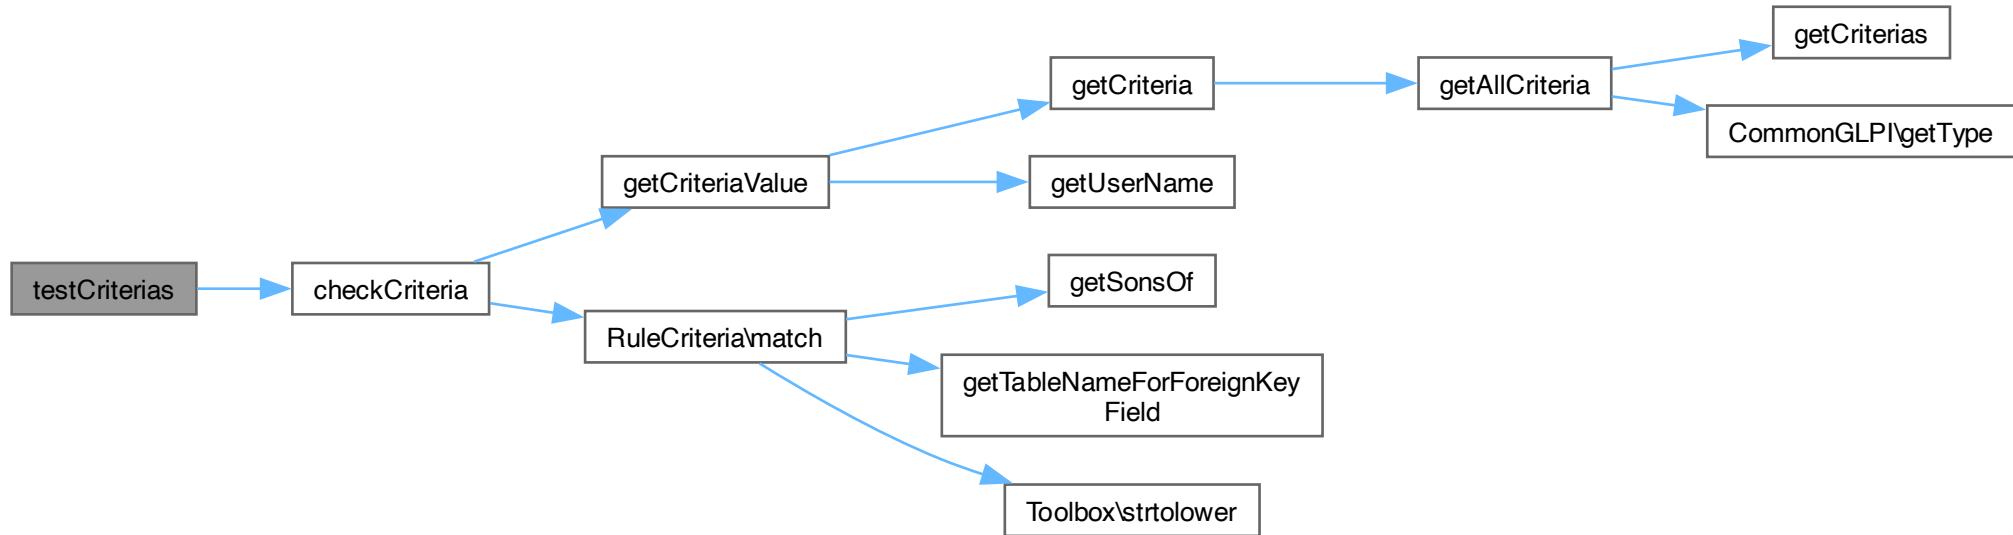 testCriterias
checkCriteria
getCriteriaValue
getCriteria
getAllCriteria
getCriterias
CommonGLPI\getType
getUserName
RuleCriteria\match
getSonsOf
getTableNameForForeignKey
Field
Toolbox\strtolower